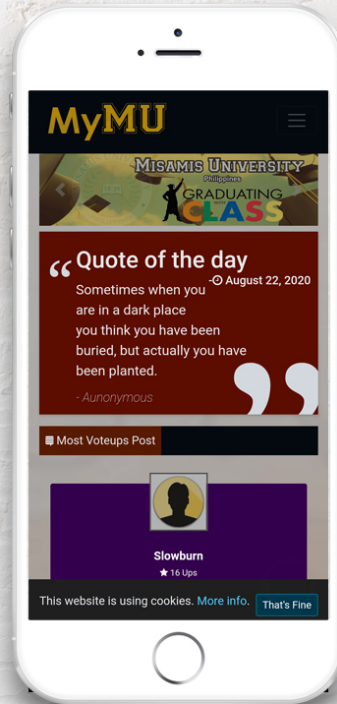 MyMU
MISAMIS UNIVERSITY
Philippines
GRADUATING
CLASS
“ Quote of the day
- August 22, 2020
Sometimes when you
are in a dark place
you think you have been
buried, but actually you have
been planted.
- Aunonymous
”
Most Voteups Post
Slowburn
16 Ups
This website is using cookies. More info. That's Fine